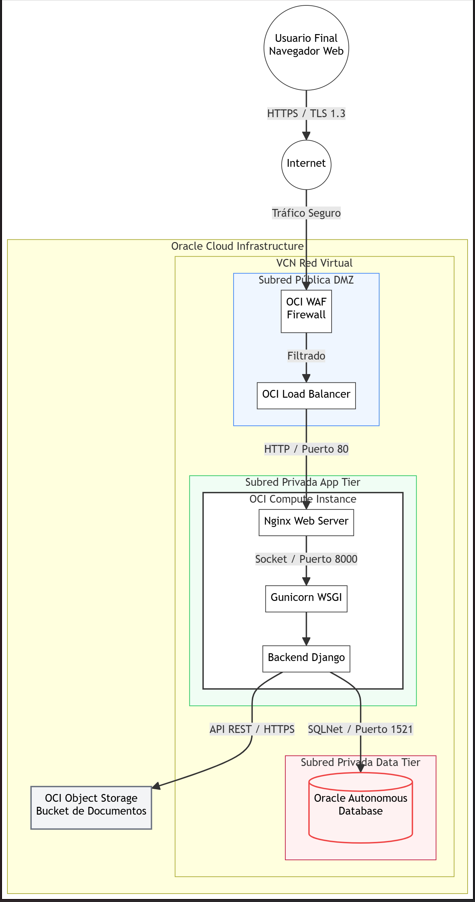 Usuario Final
Navegador Web
HTTPS / TLS 1.3
Internet
Tráfico Seguro
Oracle Cloud Infrastructure
VCN Red Virtual
Subred Pública DMZ
OCI WAF
Firewall
Filtrado
OCI Load Balancer
HTTP / Puerto 80
Subred Privada App Tier
OCI Compute Instance
Nginx Web Server
Socket / Puerto 8000
Gunicorn WSGI
Backend Django
API REST / HTTPS
SQLNet / Puerto 1521
Subred Privada Data Tier
OCI Object Storage
Bucket de Documentos
Oracle Autonomous
Database